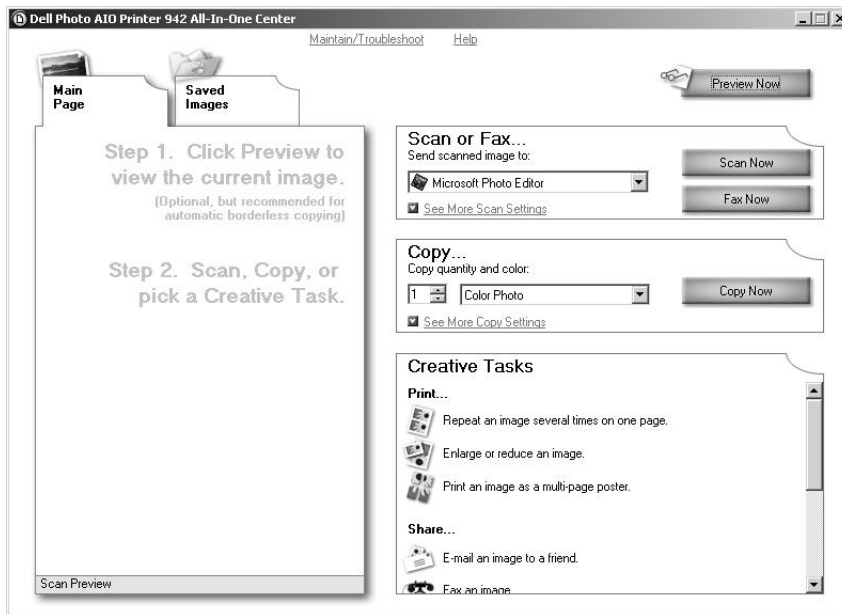 Dell Photo AIO Printer 942 All-In-One Center
Maintain/Troubleshoot Help
Main
Page
Saved
Images
Preview Now
Step 1. Click Preview to
view the current image.
(Optional, but recommended for
automatic borderless copying)
Step 2. Scan, Copy, or
pick a Creative Task.
Scan Preview
Scan or Fax...
Send scanned image to:
Microsoft Photo Editor
See More Scan Settings
Scan Now
Fax Now
Copy...
Copy quantity and color:
1 Color Photo
See More Copy Settings
Copy Now
Creative Tasks
Print...
Repeat an image several times on one page.
Enlarge or reduce an image.
Print an image as a multi-page poster.
Share...
E-mail an image to a friend.
Fax an image